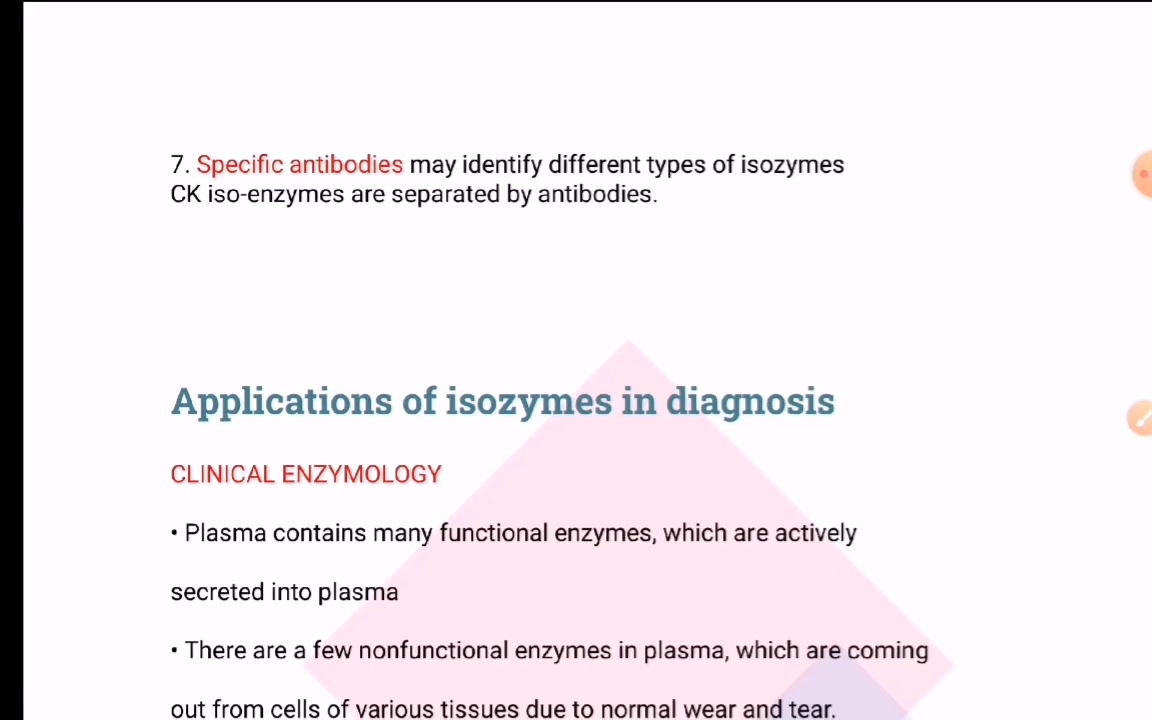 7. Specific antibodies may identify different types of isozymes
CK iso-enzymes are separated by antibodies.
Applications of isozymes in diagnosis
CLINICAL ENZYMOLOGY
• Plasma contains many functional enzymes, which are actively
secreted into plasma
• There are a few nonfunctional enzymes in plasma, which are coming
out from cells of various tissues due to normal wear and tear.